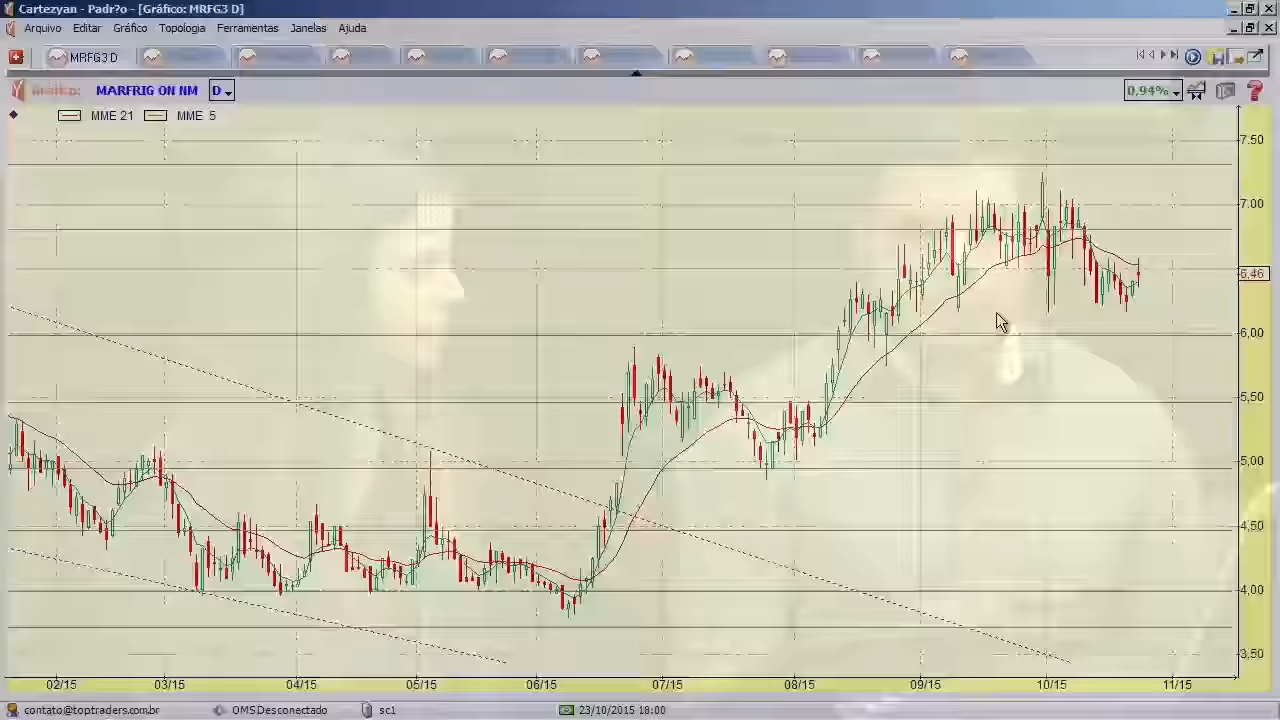 Cartezyan - Padr?o - [Gráfico: MRFG3 D]
Arquivo Editar Gráfico Topologia Ferramentas Janelas Ajuda
MRFG3 D
Gráfico: MARFRIG ON NM D 0,94%
MME 21 MME 5
7,50
7,00
6,46
6,00
5,50
5,00
4,50
4,00
3,50
02/15 03/15 04/15 05/15 06/15 07/15 08/15 09/15 10/15 11/15
contato@toptraders.com.br OMS Desconectado sc1 23/10/2015 18:00